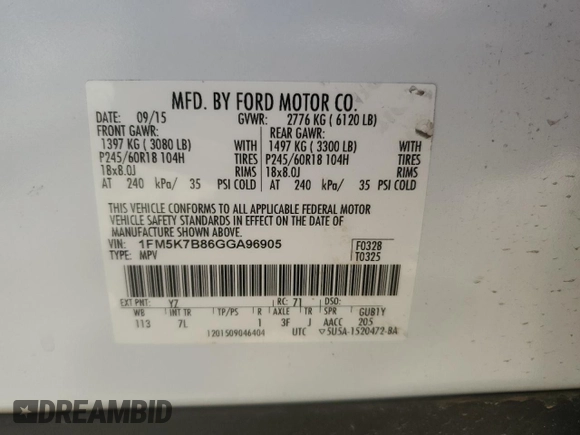 MFD. BY FORD MOTOR CO.
DATE: 09/15 GVWR: 2776 KG ( 6120 LB)
FRONT GAWR: REAR GAWR:
1397 KG ( 3080 LB) 1497 KG ( 3300 LB)
P245/60R18 104H TIRES P245/60R18 104H TIRES
18x8.0J RIMS 18x8.0J RIMS
AT 240 kPa/ 35 PSI COLD AT 240 kPa/ 35 PSI COLD
THIS VEHICLE CONFORMS TO ALL APPLICABLE FEDERAL MOTOR
VEHICLE SAFETY STANDARDS IN EFFECT ON THE DATE OF
MANUFACTURE SHOWN ABOVE.
VIN: 1FM5K7B86GGA96905 F0328
TYPE: MPV T0325
EXT PNT: Y7 RC: 71 DSO:
WB INT TR TP/PS R AXLE TR SPR GUB1Y
113 7L 1 3F J AACC 205
1201509046404 UTC ▽5USA-1520472-BA
DREAMBID